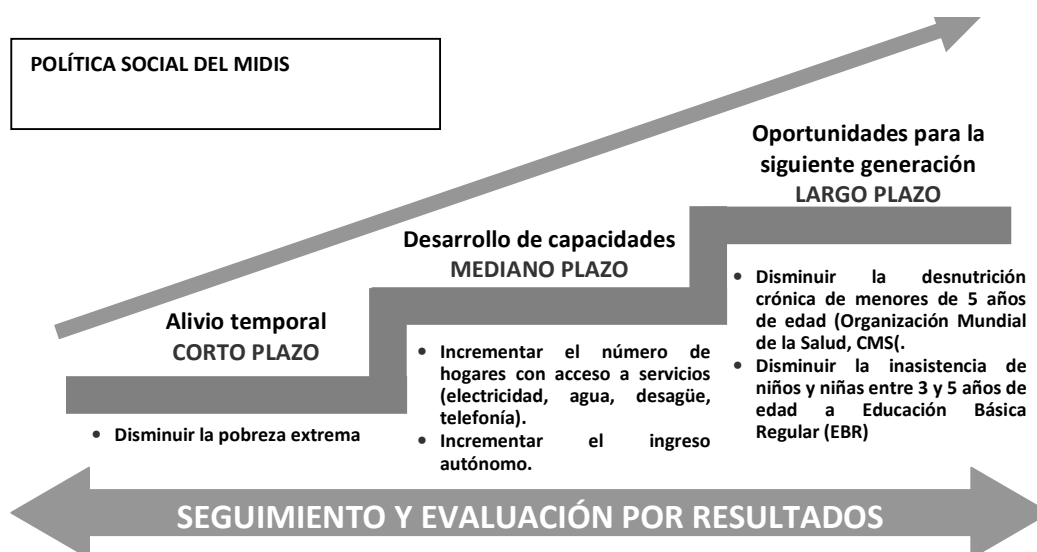 POLÍTICA SOCIAL DEL MIDIS
Oportunidades para la
siguiente generación
LARGO PLAZO
Desarrollo de capacidades
MEDIANO PLAZO
Alivio temporal
CORTO PLAZO
• Disminuir la pobreza extrema
• Incrementar el número de
hogares con acceso a servicios
(electricidad, agua, desagüe,
telefonía).
• Incrementar el ingreso
autónomo.
• Disminuir la desnutrición
crónica de menores de 5 años
de edad (Organización Mundial
de la Salud, CMS(.
• Disminuir la inasistencia de
niños y niñas entre 3 y 5 años de
edad a Educación Básica
Regular (EBR)
SEGUIMIENTO Y EVALUACIÓN POR RESULTADOS